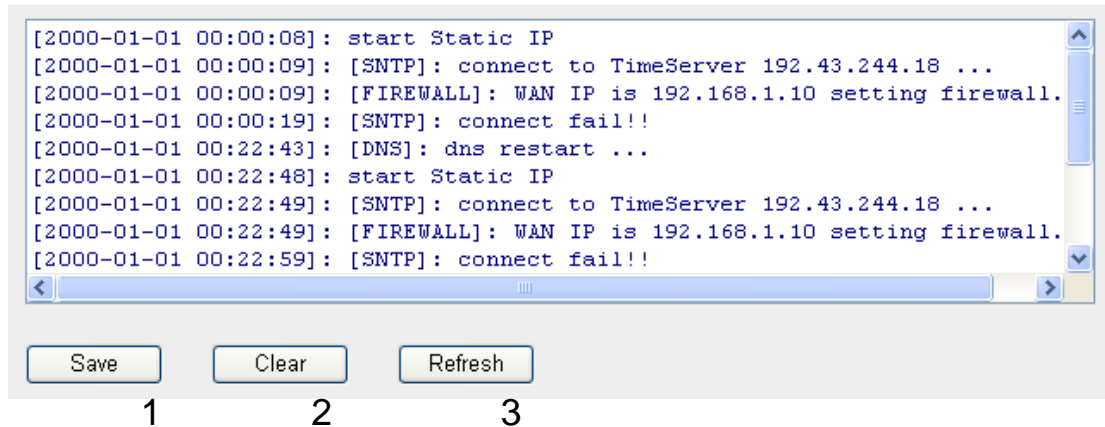 [2000-01-01 00:00:08]: start Static IP
[2000-01-01 00:00:09]: [SNTP]: connect to TimeServer 192.43.244.18 ...
[2000-01-01 00:00:09]: [FIREWALL]: WAN IP is 192.168.1.10 setting firewall.
[2000-01-01 00:00:19]: [SNTP]: connect fail!!
[2000-01-01 00:22:43]: [DNS]: dns restart ...
[2000-01-01 00:22:48]: start Static IP
[2000-01-01 00:22:49]: [SNTP]: connect to TimeServer 192.43.244.18 ...
[2000-01-01 00:22:49]: [FIREWALL]: WAN IP is 192.168.1.10 setting firewall.
[2000-01-01 00:22:59]: [SNTP]: connect fail!!
Save Clear Refresh
1 2 3